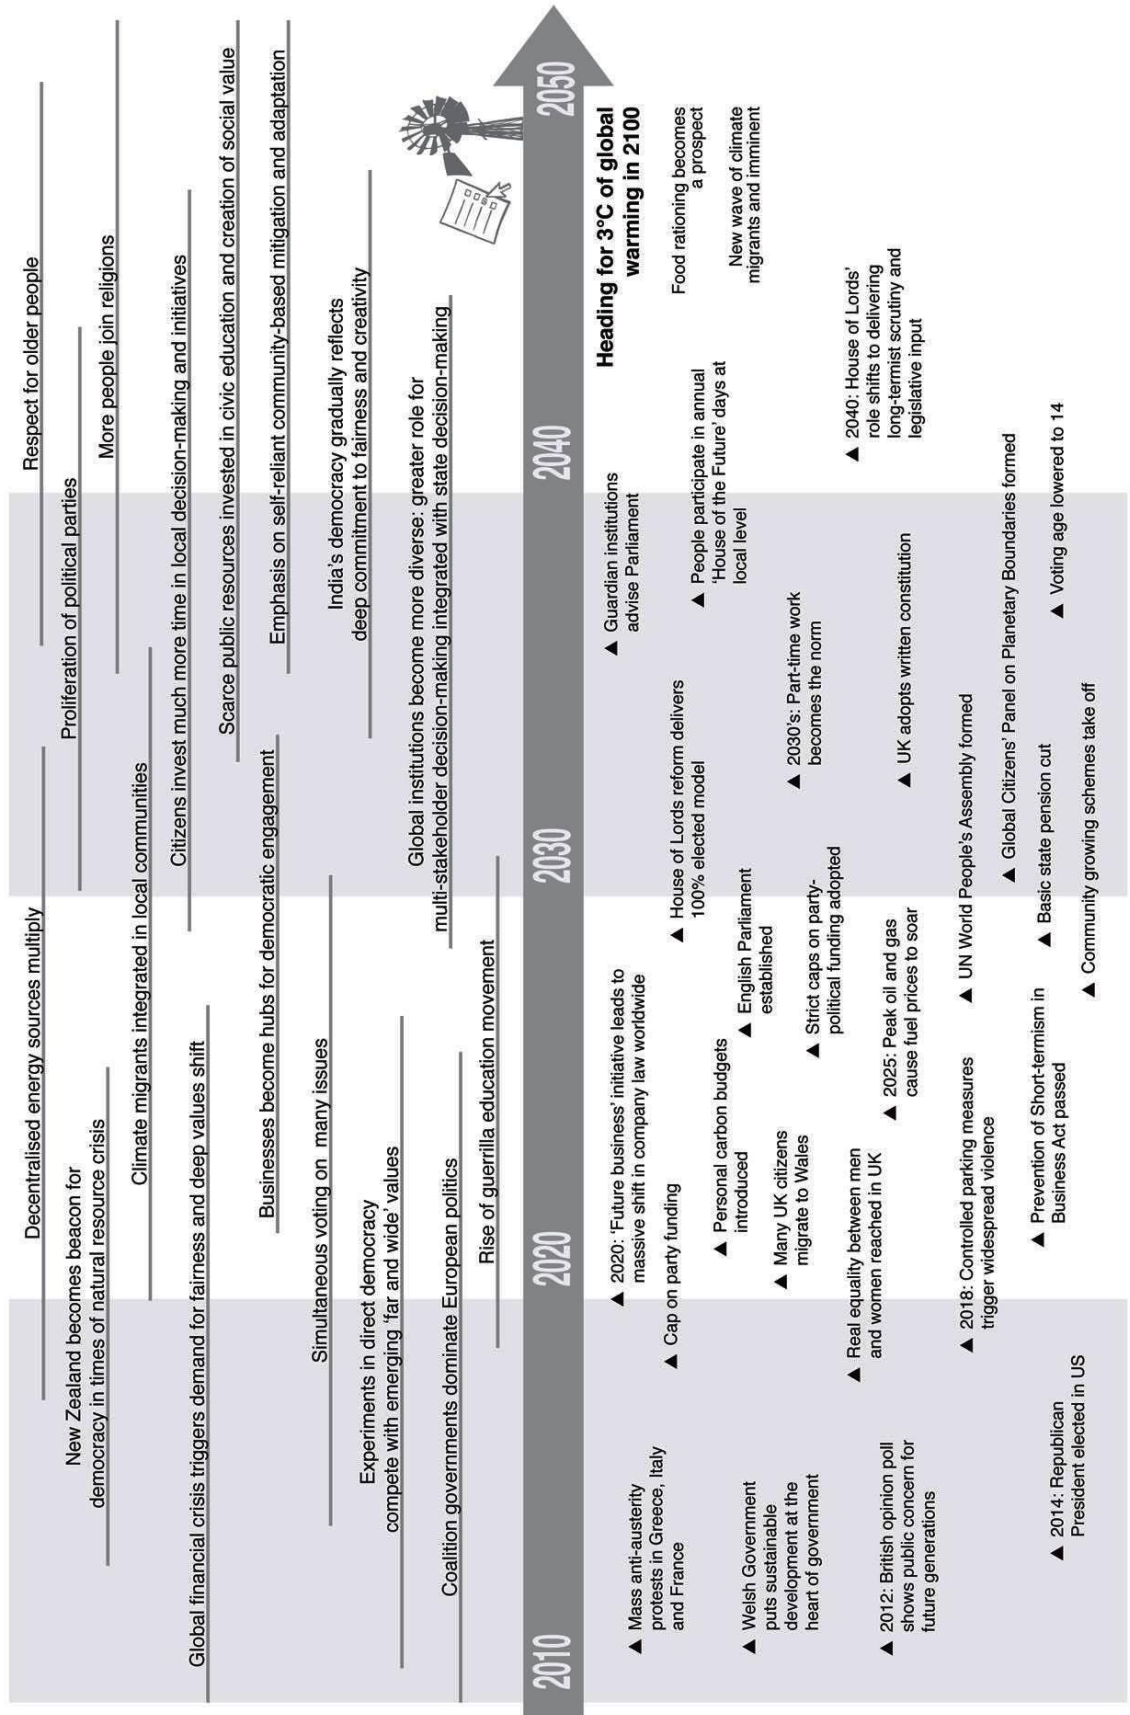 Respect for older people
Decentralised energy sources multiply
Proliferation of political parties
New Zealand becomes beacon for
democracy in times of natural resource crisis
More people join religions
Climate migrants integrated in local communities
Citizens invest much more time in local decision-making and initiatives
Global financial crisis triggers demand for fairness and deep values shift
Scarce public resources invested in civic education and creation of social value
Businesses become hubs for democratic engagement
Emphasis on self-reliant community-based mitigation and adaptation
Simultaneous voting on many issues
India's democracy gradually reflects
deep commitment to fairness and creativity
Experiments in direct democracy
compete with emerging 'far and wide' values
Global institutions become more diverse: greater role for
multi-stakeholder decision-making integrated with state decision-making
Coalition governments dominate European politics
Rise of guerrilla education movement
2010
2020
2030
2040
2050
Heading for 3°C of global
warming in 2100
▲ Mass anti-austerity
protests in Greece, Italy
and France
▲ 2020: 'Future business' initiative leads to
massive shift in company law worldwide
▲ Guardian institutions
advise Parliament
▲ Cap on party funding
▲ House of Lords reform delivers
100% elected model
Food rationing becomes
a prospect
▲ Welsh Government
puts sustainable
development at the
heart of government
▲ Personal carbon budgets
introduced
▲ English Parliament
established
▲ People participate in annual
'House of the Future' days at
local level
New wave of climate
migrants and imminent
▲ Many UK citizens
migrate to Wales
▲ Strict caps on party-
political funding adopted
▲ 2030's: Part-time work
becomes the norm
▲ Real equality between men
and women reached in UK
▲ 2040: House of Lords'
role shifts to delivering
long-termist scrutiny and
legislative input
▲ 2012: British opinion poll
shows public concern for
future generations
▲ 2025: Peak oil and gas
cause fuel prices to soar
▲ UK adopts written constitution
▲ 2018: Controlled parking measures
trigger widespread violence
▲ UN World People's Assembly formed
▲ Global Citizens' Panel on Planetary Boundaries formed
▲ 2014: Republican
President elected in US
▲ Prevention of Short-termism in
Business Act passed
▲ Basic state pension cut
▲ Voting age lowered to 14
▲ Community growing schemes take off